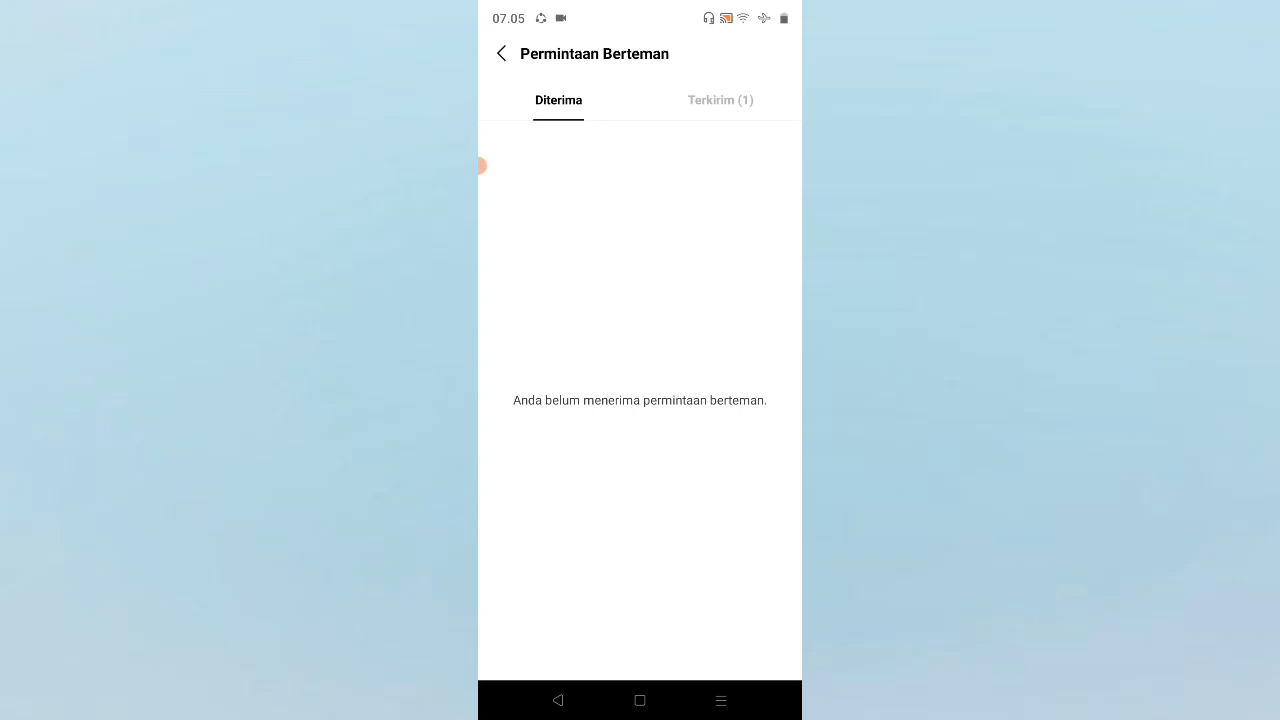 07.05
Permintaan Berteman
Diterima
Terkirim (1)
Anda belum menerima permintaan berteman.